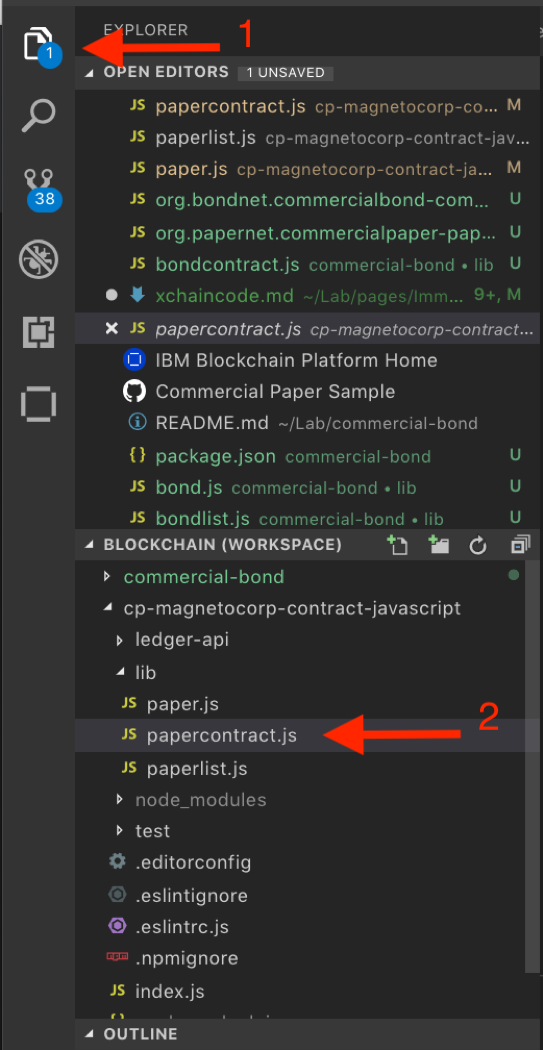 EXPLORER
1
1
OPEN EDITORS 1 UNSAVED
JS papercontract.js cp-magnetocorp-co... M
JS paperlist.js cp-magnetocorp-contract-jav...
JS paper.js cp-magnetocorp-contract-ja... M
38
JS org.bondnet.commercialbond-com... U
JS org.papernet.commercialpaper-pap... U
JS bondcontract.js commercial-bond • lib U
xchaincode.md ~/Lab/pages/Imm... 9+, M
JS papercontract.js cp-magnetocorp-contract...
IBM Blockchain Platform Home
Commercial Paper Sample
README.md ~/Lab/commercial-bond
{} package.json commercial-bond U
JS bond.js commercial-bond • lib U
JS bondlist.js commercial-bond • lib U
BLOCKCHAIN (WORKSPACE)
commercial-bond
cp-magnetocorp-contract-javascript
ledger-api
lib
JS paper.js
JS papercontract.js
2
JS paperlist.js
node_modules
test
.editorconfig
.eslintignore
.eslintrc.js
.npmignore
JS index.js
OUTLINE